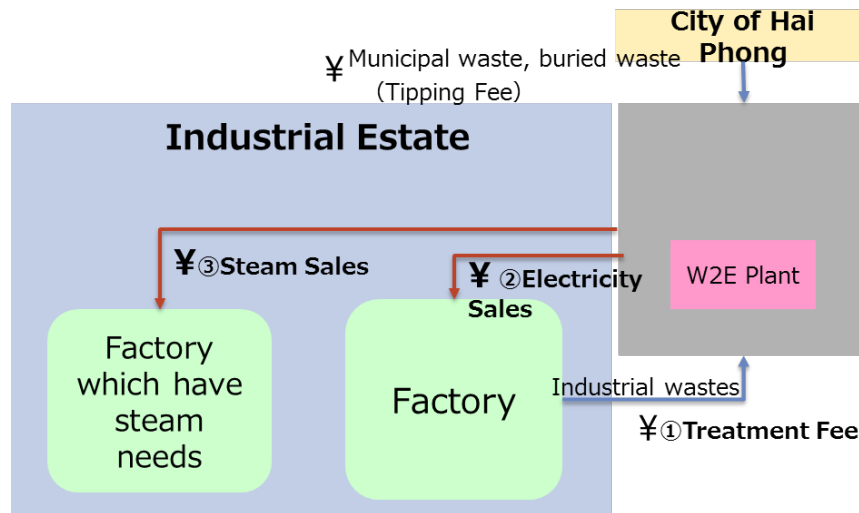 City of Hai
Phong
¥ Municipal waste, buried waste
（Tipping Fee）
Industrial Estate
¥③Steam Sales
¥ ②Electricity
Sales
W2E Plant
Factory
which have
steam
needs
Factory
Industrial wastes
¥①Treatment Fee